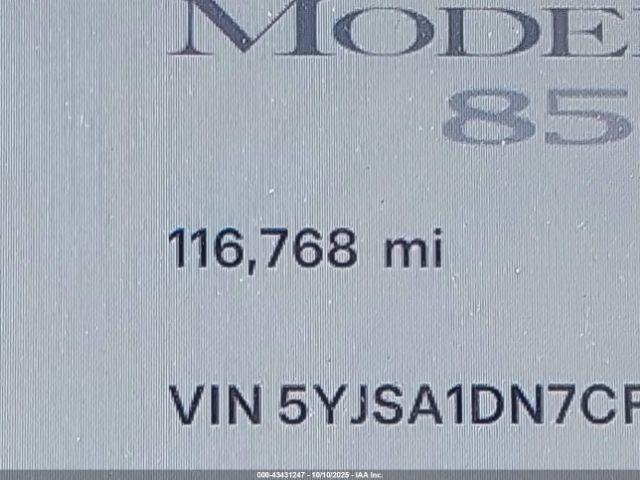 MODE
85
116,768 mi
VIN 5YJSA1DN7CF
000-43431247 - 10/10/2025 - IAA Inc.